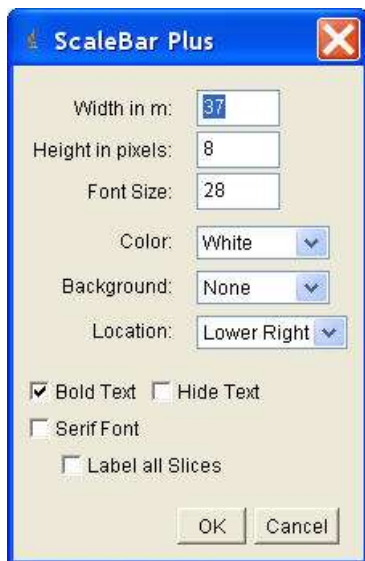 ScaleBar Plus
Width in m: 37
Height in pixels: 8
Font Size: 28
Color: White
Background: None
Location: Lower Right
Bold Text Hide Text
Serif Font
Label all Slices
OK Cancel